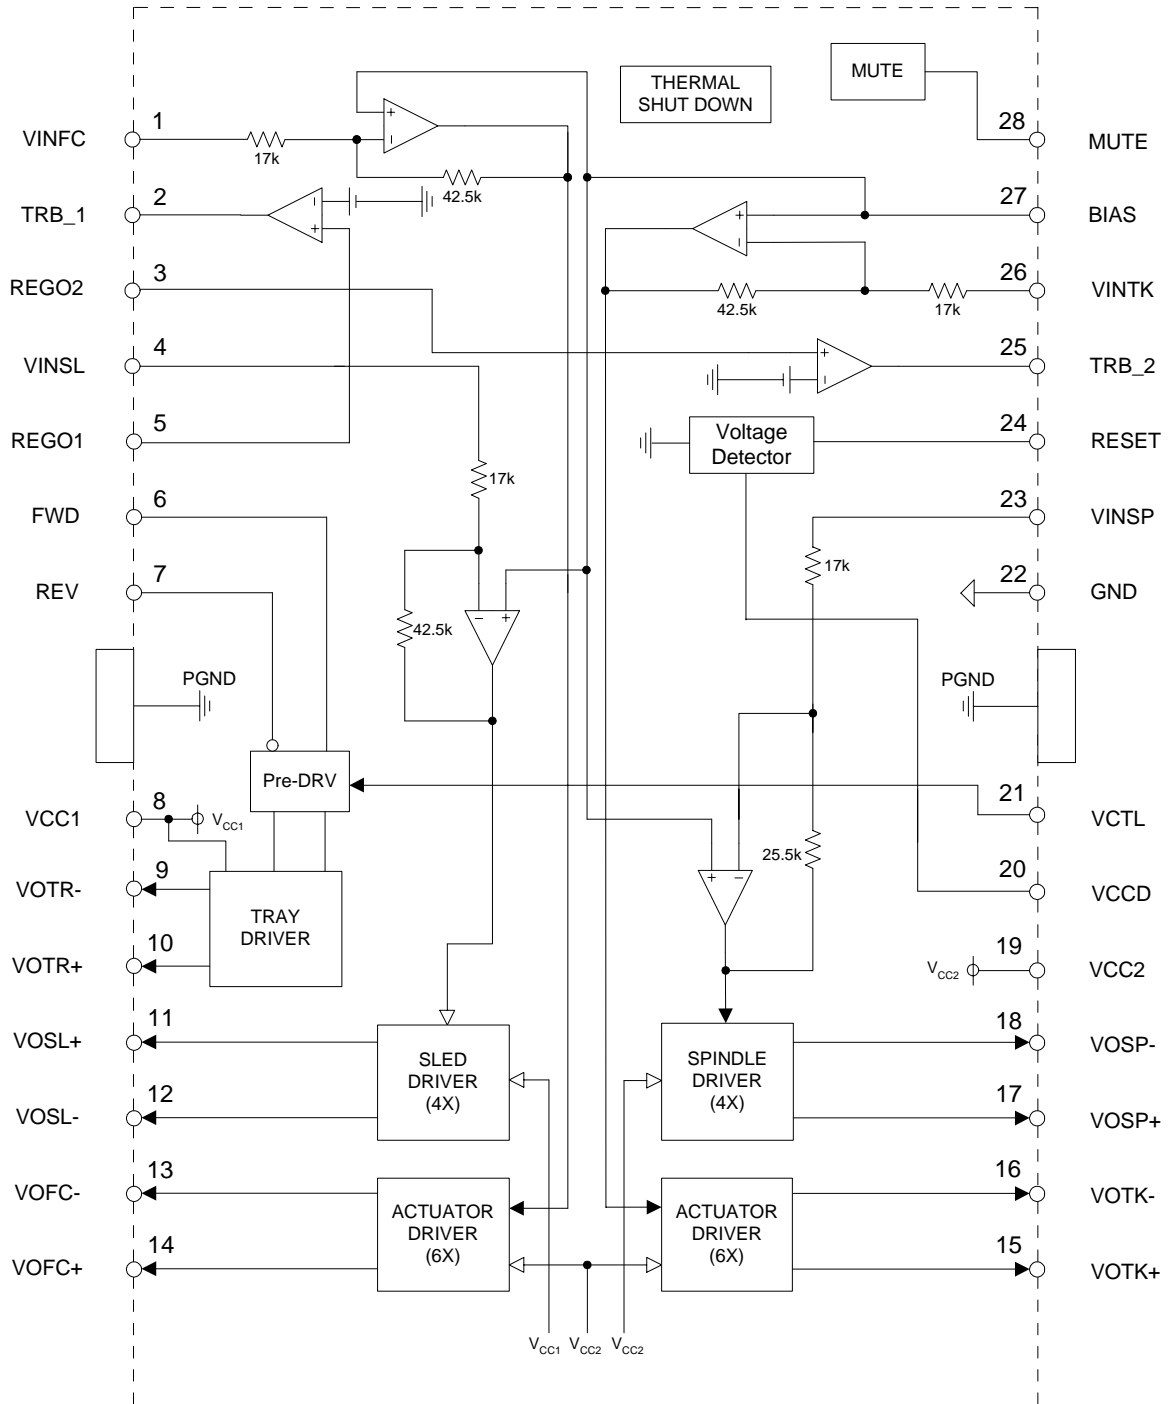 THERMAL
SHUT DOWN
MUTE
VINFC 1
17k
+
-
42.5k
28 MUTE
TRB_1 2
-
+
+
-
27 BIAS
REGO2 3
42.5k
17k
26 VINTK
VINSL 4
+
-
25 TRB_2
REGO1 5
Voltage
Detector
24 RESET
17k
FWD 6
23 VINSP
17k
REV 7
22 GND
42.5k
- +
PGND
PGND
Pre-DRV
VCC1 8
VCC1
21 VCTL
25.5k
+ -
VOTR- 9
TRAY
DRIVER
20 VCCD
VOTR+ 10
VCC2
19 VCC2
VOSL+ 11
SLED
DRIVER
(4X)
SPINDLE
DRIVER
(4X)
18 VOSP-
VOSL- 12
17 VOSP+
VOFC- 13
ACTUATOR
DRIVER
(6X)
ACTUATOR
DRIVER
(6X)
16 VOTK-
VOFC+ 14
15 VOTK+
VCC1 VCC2 VCC2